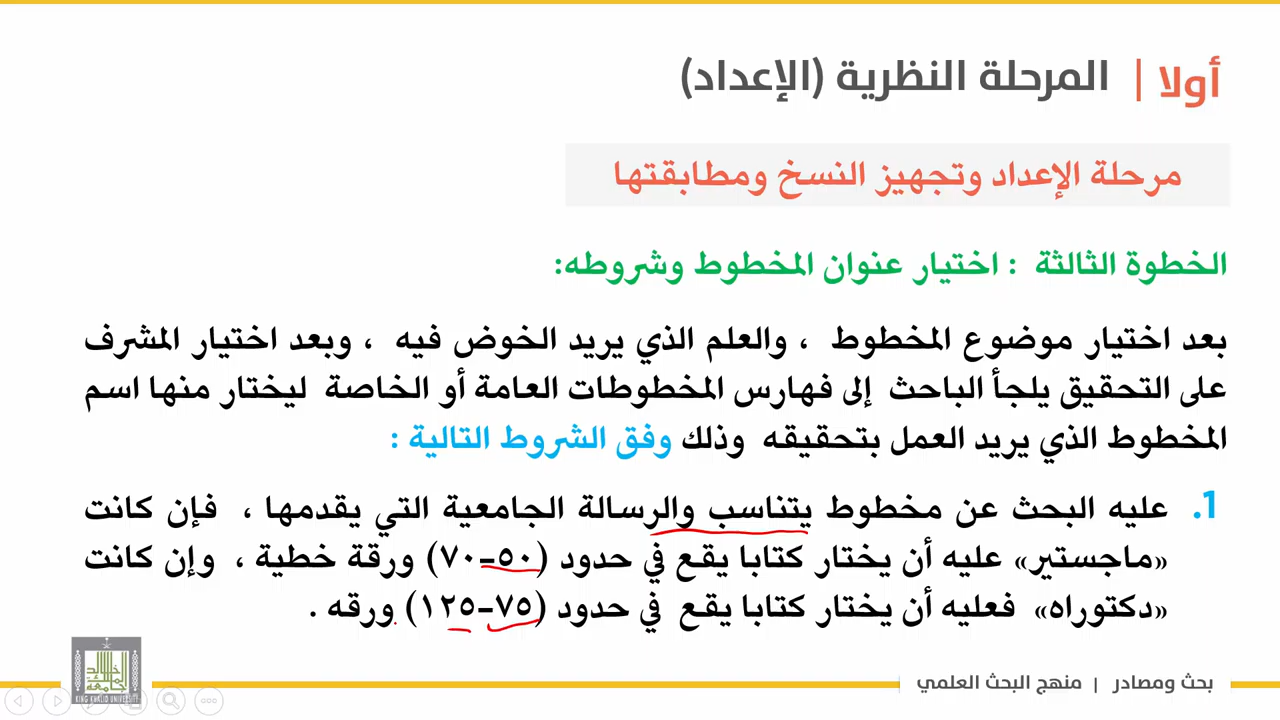 أولا | المرحلة النظرية (الإعداد)
مرحلة الإعداد وتجهيز النسخ ومطابقتها
الخطوة الثالثة : اختيار عنوان المخطوط وشروطه:
بعد اختيار موضوع المخطوط ، والعلم الذي يريد الخوض فيه ، وبعد اختيار المشرف
على التحقيق يلجأ الباحث إلى فهارس المخطوطات العامة أو الخاصة ليختار منها اسم
المخطوط الذي يريد العمل بتحقيقه وذلك وفق الشروط التالية :
1. عليه البحث عن مخطوط يتناسب والرسالة الجامعية التي يقدمها ، فإن كانت
«ماجستير» عليه أن يختار كتابا يقع في حدود (٥٠-٧٠) ورقة خطية ، وإن كانت
«دكتوراه» فعليه أن يختار كتابا يقع في حدود (٧٥-١٢٥) ورقه .
بحث ومصادر | منهج البحث العلمي
KING KHALID UNIVERSITY